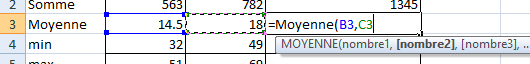 2 Somme 563 782 1345
3 Moyenne 14.5 18 =Moyenne(B3,C3
4 min 32 49
MOYENNE(nombre1, [nombre2], [nombre3], ...